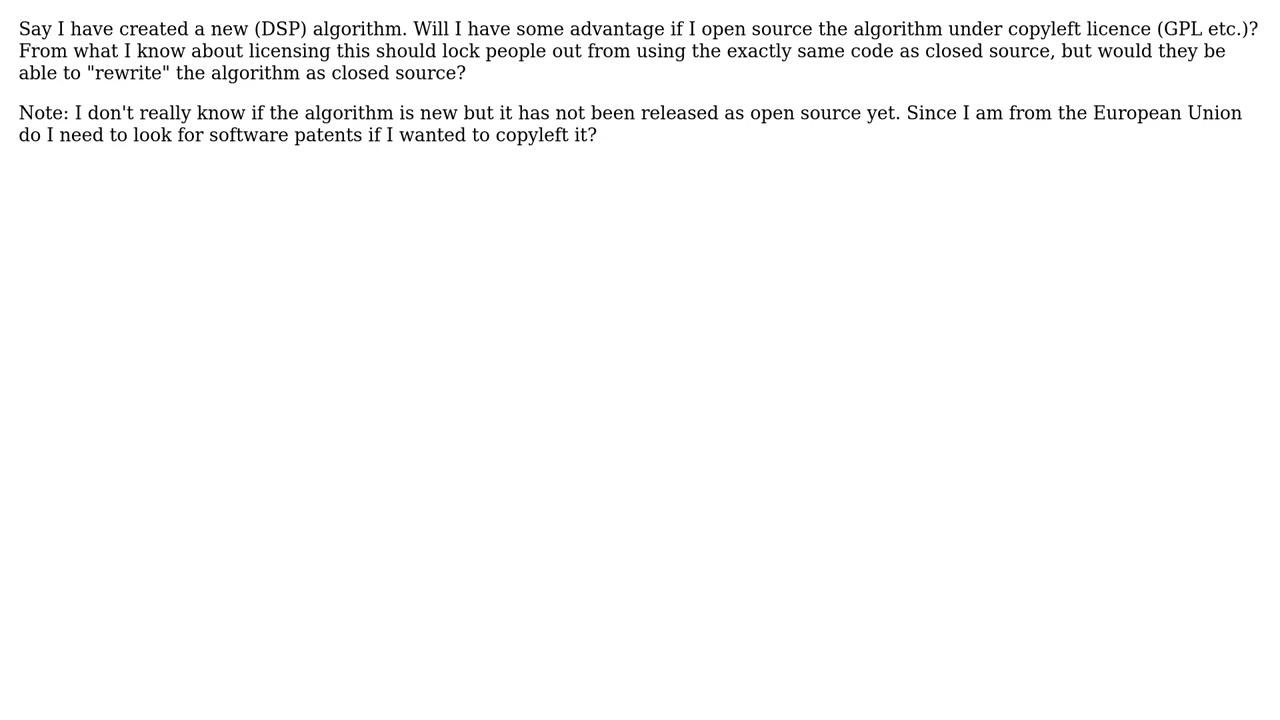 Say I have created a new (DSP) algorithm. Will I have some advantage if I open source the algorithm under copyleft licence (GPL etc.)?
From what I know about licensing this should lock people out from using the exactly same code as closed source, but would they be
able to "rewrite" the algorithm as closed source?
Note: I don't really know if the algorithm is new but it has not been released as open source yet. Since I am from the European Union
do I need to look for software patents if I wanted to copyleft it?